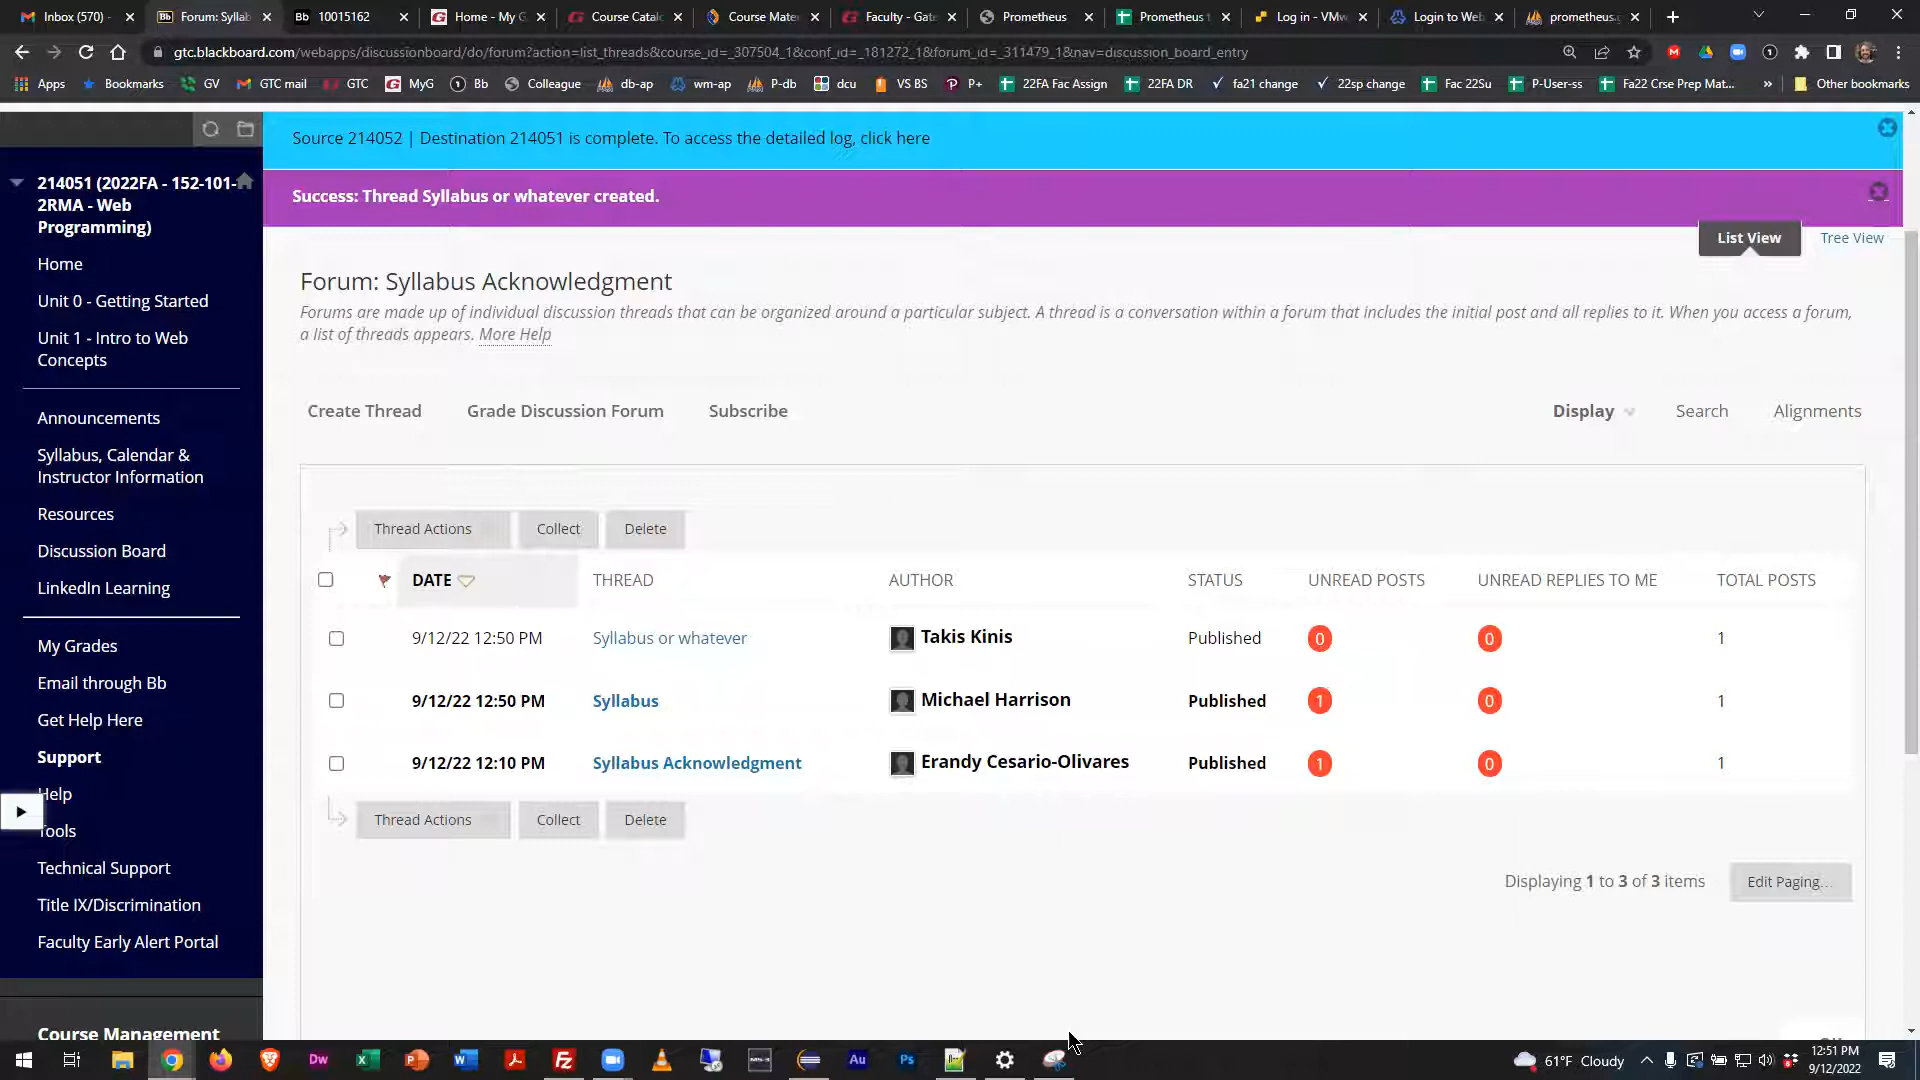 Inbox (570) -
Forum: Syllab
10015162
Home - My G
Course Catal
Course Mate
Faculty - Gat
Prometheus
Prometheus t
Log in - VMw
Login to Web
prometheus.g
gtc.blackboard.com/webapps/discussionboard/do/forum?action=list_threads&course_id=_307504_1&conf_id=_181272_1&forum_id=_311479_1&nav=discussion_board_entry
Apps
Bookmarks
GV
GTC mail
GTC
MyG
Bb
Colleague
db-ap
wm-ap
P-db
dcu
VS BS
P+
22FA Fac Assign
22FA DR
fa21 change
22sp change
Fac 22Su
P-User-ss
Fa22 Crse Prep Mat...
Other bookmarks
Source 214052 | Destination 214051 is complete. To access the detailed log, click here
Success: Thread Syllabus or whatever created.
214051 (2022FA - 152-101-
2RMA - Web
Programming)
Home
Unit 0 - Getting Started
Unit 1 - Intro to Web
Concepts
Announcements
Syllabus, Calendar &
Instructor Information
Resources
Discussion Board
LinkedIn Learning
My Grades
Email through Bb
Get Help Here
Support
Help
Tools
Technical Support
Title IX/Discrimination
Faculty Early Alert Portal
Course Management
List View
Tree View
Forum: Syllabus Acknowledgment
Forums are made up of individual discussion threads that can be organized around a particular subject. A thread is a conversation within a forum that includes the initial post and all replies to it. When you access a forum,
a list of threads appears. More Help
Create Thread
Grade Discussion Forum
Subscribe
Display
Search
Alignments
Thread Actions
Collect
Delete
DATE THREAD AUTHOR STATUS UNREAD POSTS UNREAD REPLIES TO ME TOTAL POSTS
9/12/22 12:50 PM Syllabus or whatever Takis Kinis Published 0 0 1
9/12/22 12:50 PM Syllabus Michael Harrison Published 1 0 1
9/12/22 12:10 PM Syllabus Acknowledgment Erandy Cesario-Olivares Published 1 0 1
Thread Actions
Collect
Delete
Displaying 1 to 3 of 3 items
Edit Paging...
61°F Cloudy
12:51 PM
9/12/2022